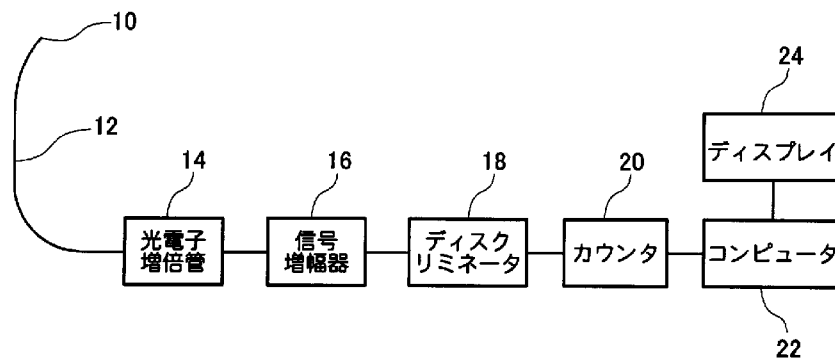 10
12
24
ディスプレイ
14
16
18
20
光電子
増倍管
信号
増幅器
ディスク
リミネータ
カウンタ
コンピュータ
22